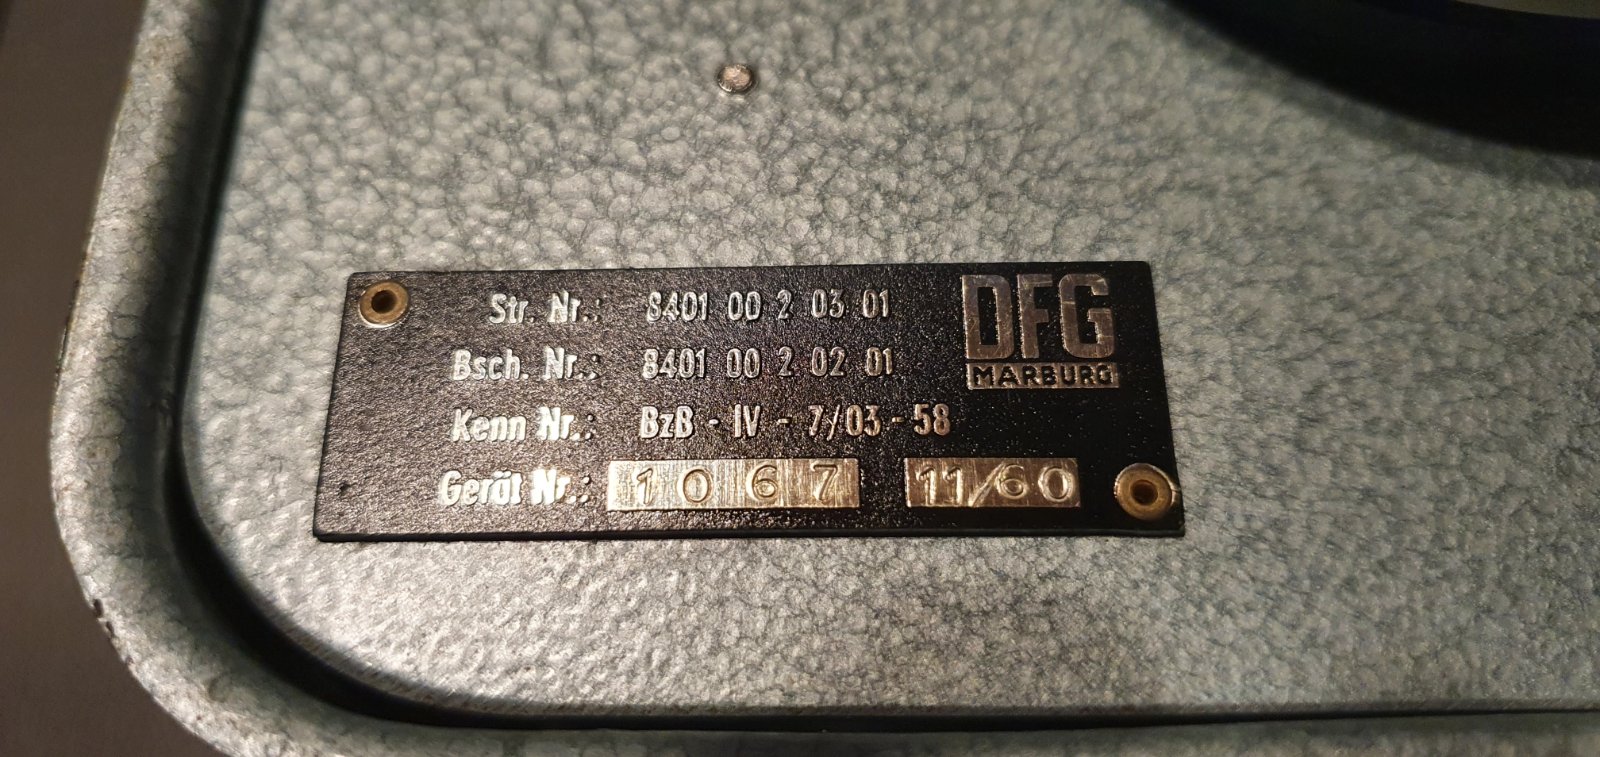 Str. Nr.: 8401 00 2 03 01
Bsch. Nr.: 8401 00 2 02 01
Kenn Nr.: BzB - IV - 7/03 - 58
Gerät Nr.: 1067 11/60
DFG
MARBURG